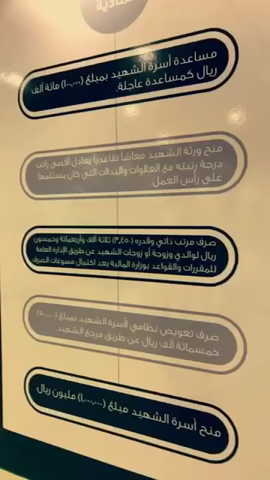 مساعدة أسرة الشهيد بمبلغ (١٠٠,٠٠٠) مائة ألف
ريال كمساعدة عاجلة.
منح ورثة الشهيد معاشاً تقاعدياً يعادل أقصى راتب
درجة رتبته مع العلاوات والبدلات التي كان يستلمها
على رأس العمل.
صرف مرتب ذاتي وقدره (٣,٤٥٠) ثلاثة آلاف وأربعمائة وخمسون
ريال لوالدي وزوجة أو زوجات الشهيد عن طريق الإدارة العامة
للمقررات والقواعد بوزارة المالية بعد اكتمال مسوغات الصرف
صرف تعويض نظامي لأسرة الشهيد بمبلغ (٥٠٠,٠٠٠)
خمسمائة ألف ريال عن طريق مرجع الشهيد.
منح أسرة الشهيد مبلغ (١,٠٠٠,٠٠٠) مليون ريال.